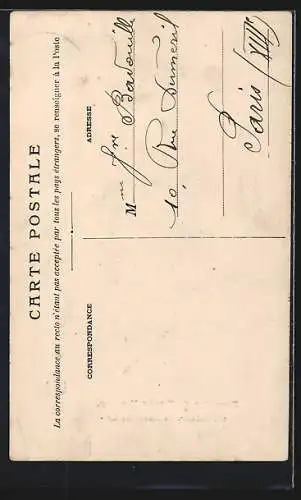 CARTE POSTALE
La correspondance au recto n'étant pas acceptée par tous les pays étrangers, se renseigner à la Poste
CORRESPONDANCE
ADRESSE
Mme
10, Rue Dumeril
Paris (XIII)